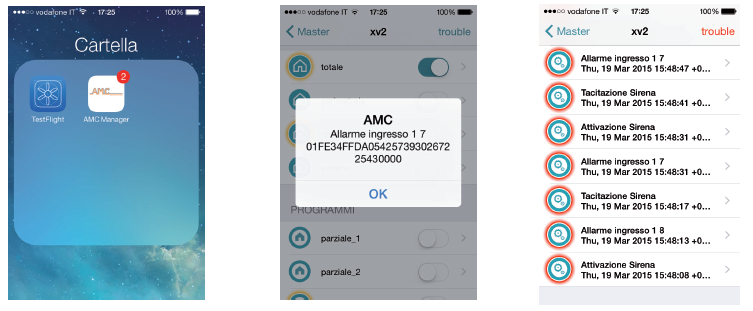 vodafone IT 17:25 100%
Cartella
2
AMC
TestFlight
AMC Manager
vodafone IT 17:25 100%
Master xv2 trouble
totale
AMC
Allarme ingresso 1 7
01FE34FFDA05425739302672
25430000
OK
PROGRAMMI
parziale_1
parziale_2
vodafone IT 17:25 100%
Master xv2 trouble
Allarme ingresso 1 7
Thu, 19 Mar 2015 15:48:47 +0...
Tacitazione Sirena
Thu, 19 Mar 2015 15:48:41 +0...
Attivazione Sirena
Thu, 19 Mar 2015 15:48:31 +0...
Allarme ingresso 1 7
Thu, 19 Mar 2015 15:48:31 +0...
Tacitazione Sirena
Thu, 19 Mar 2015 15:48:17 +0...
Allarme ingresso 1 8
Thu, 19 Mar 2015 15:48:13 +0...
Attivazione Sirena
Thu, 19 Mar 2015 15:48:08 +0...